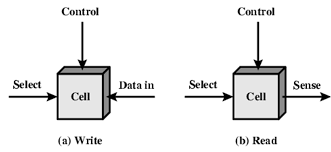 Control
Control
Select
Cell
Data in
Select
Cell
Sense
(a) Write
(b) Read